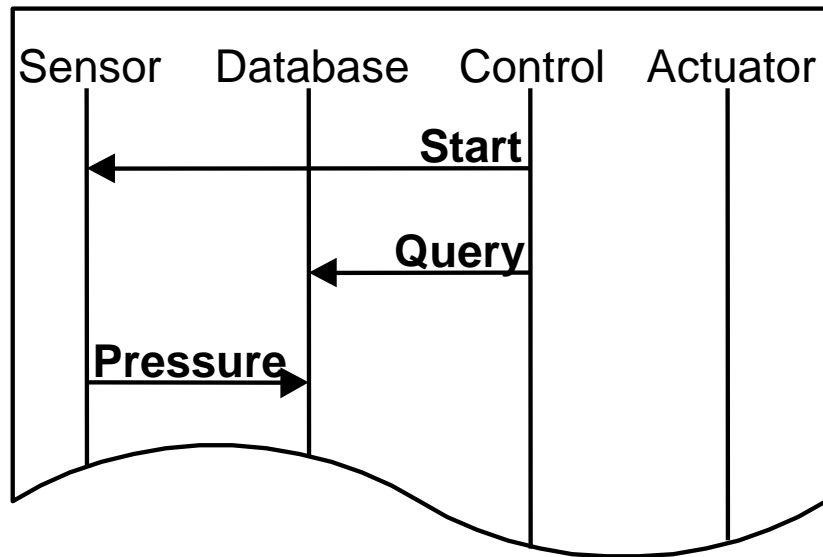 Sensor Database Control Actuator
Start
Query
Pressure